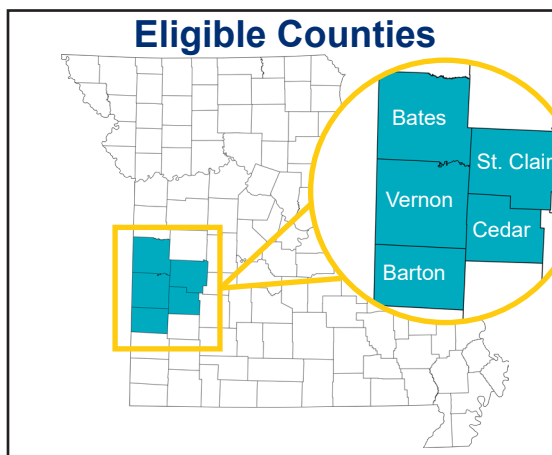 Eligible Counties
Bates
St. Clair
Vernon
Cedar
Barton